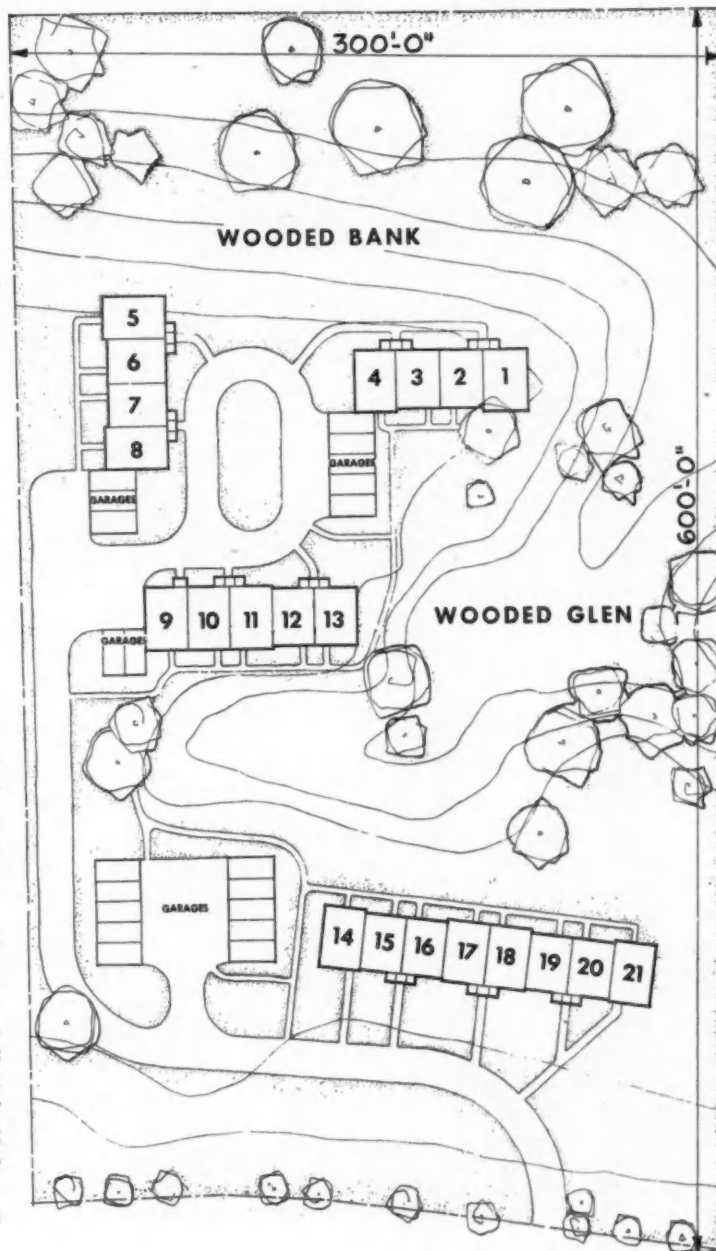 300'-0"
WOODED BANK
5
6
7
8
4 3 2 1
GARAGES
GARAGES
600'-0"
9 10 11 12 13
WOODED GLEN
GARAGES
GARAGES
14 15 16 17 18 19 20 21